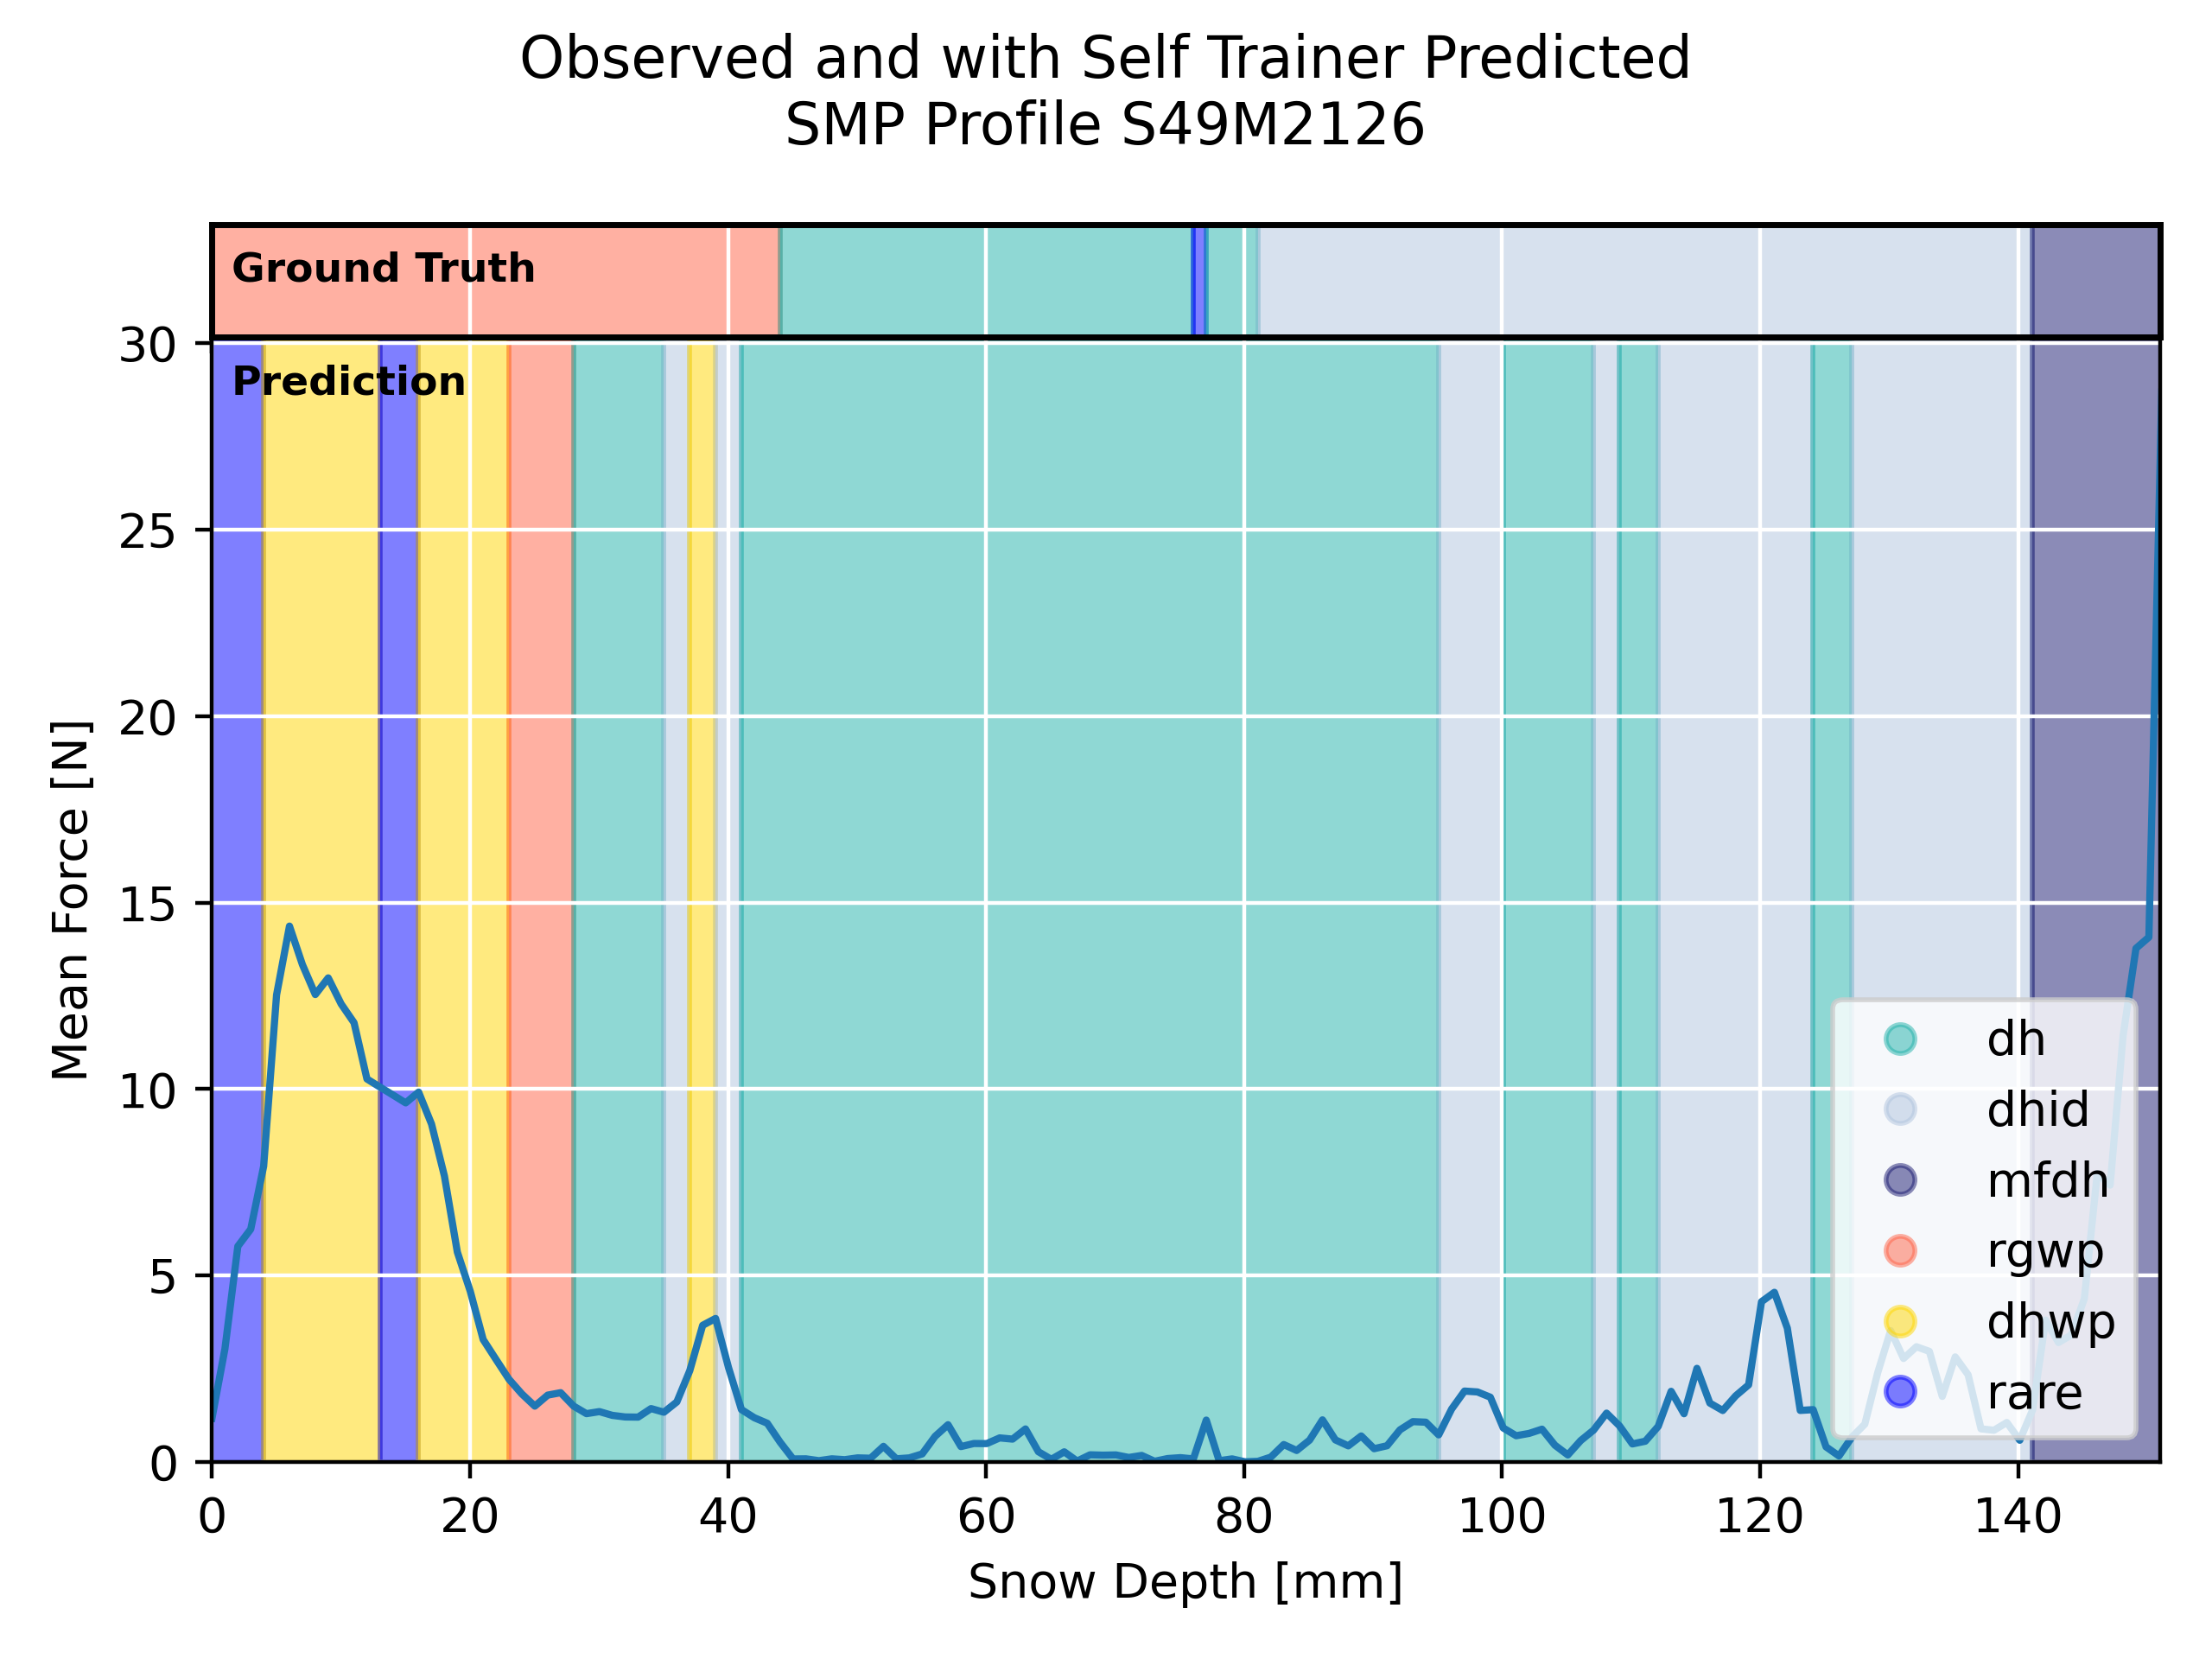 Observed and with Self Trainer Predicted
SMP Profile S49M2126
Ground Truth
Prediction
30
25
20
15
10
5
0
Mean Force [N]
dh
dhid
mfdh
rgwp
dhwp
rare
0 20 40 60 80 100 120 140
Snow Depth [mm]